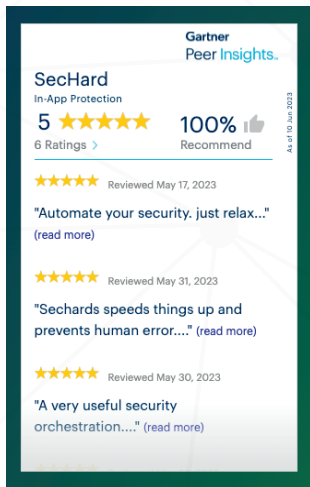 Gartner
Peer Insights™
SecHard
In-App Protection
5
100%
6 Ratings >
Recommend
As of 10 Jun 2023
Reviewed May 17, 2023
"Automate your security. just relax..."
(read more)
Reviewed May 31, 2023
"Sechards speeds things up and
prevents human error...." (read more)
Reviewed May 30, 2023
"A very useful security
orchestration...." (read more)